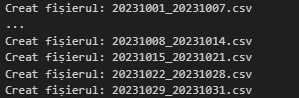 Creat fișierul: 20231001_20231007.csv
...
Creat fișierul: 20231008_20231014.csv
Creat fișierul: 20231015_20231021.csv
Creat fișierul: 20231022_20231028.csv
Creat fișierul: 20231029_20231031.csv